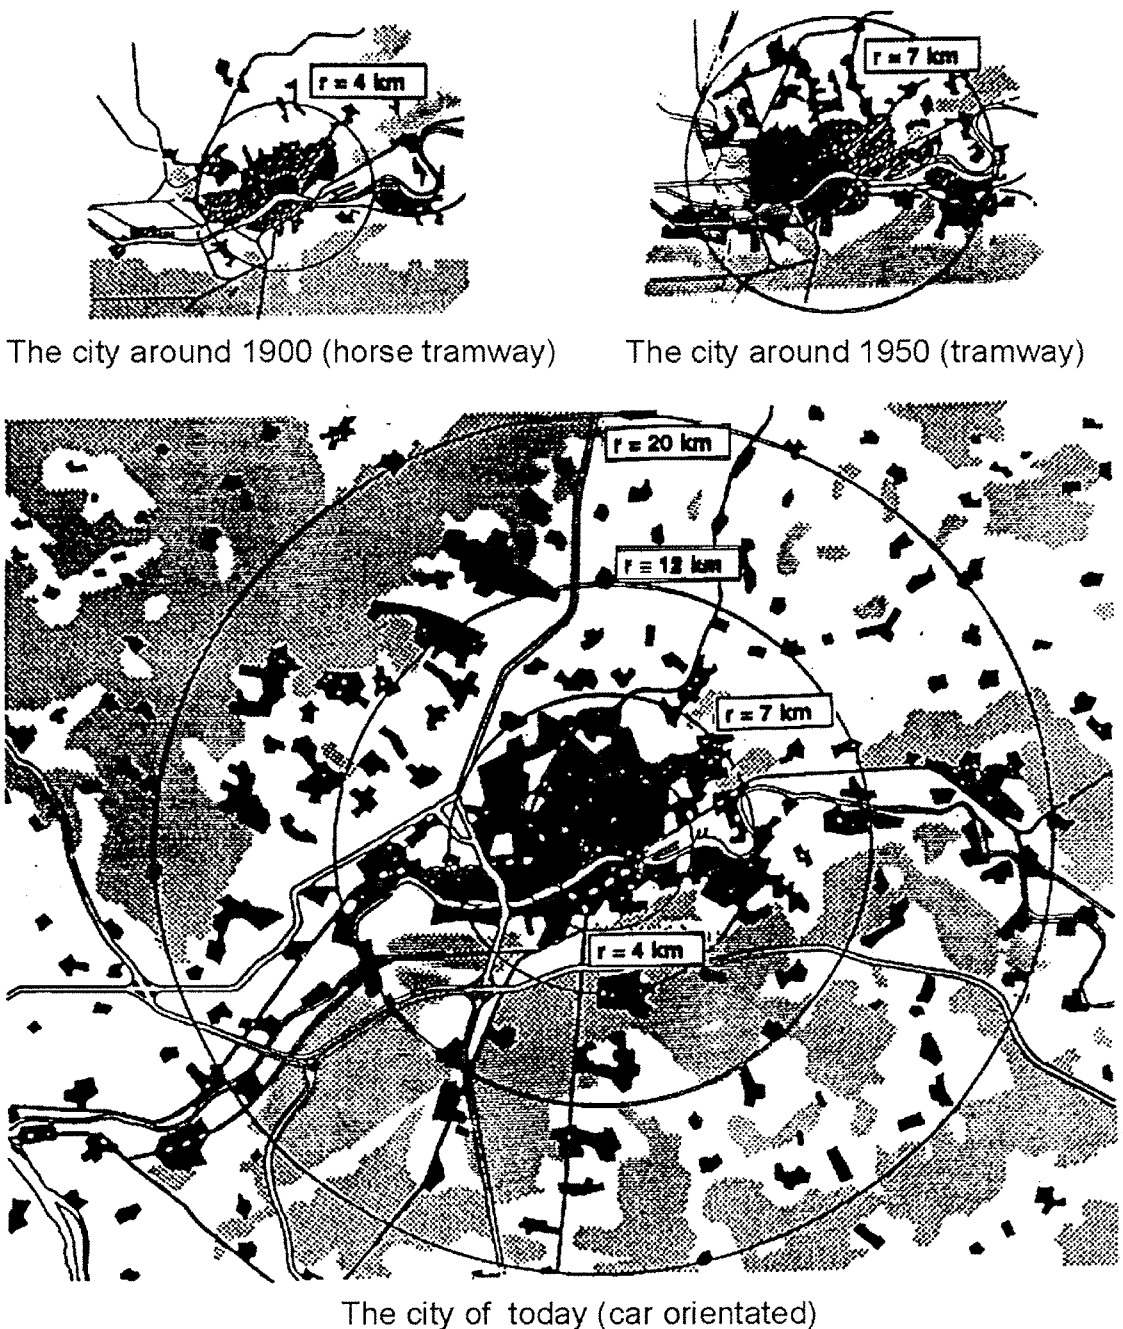 r = 4 km
r = 7 km
The city around 1900 (horse tramway)
The city around 1950 (tramway)
r = 20 km
r = 12 km
r = 7 km
r = 4 km
The city of today (car orientated)